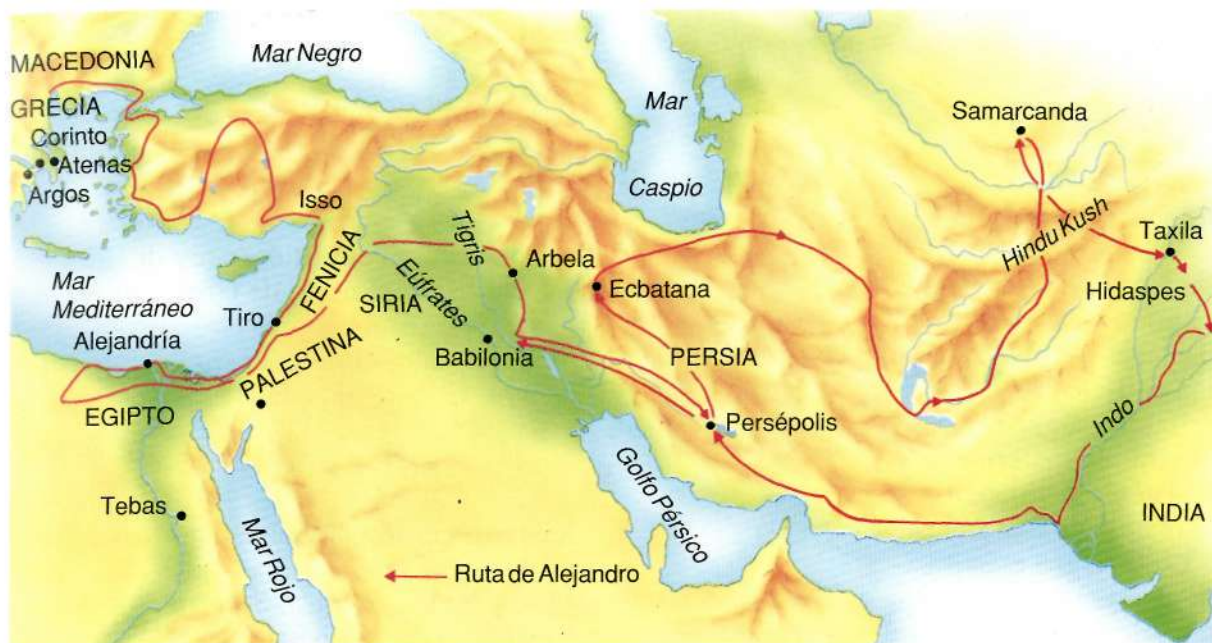 Mar Negro
MACEDONIA
GRECIA
Corinto
Atenas
Argos
Mar
Caspio
Samarcanda
Isso
Hindu Kush
Taxila
Hidaspes
Tigris
Arbela
Ecbatana
FENICIA
SIRIA
Eúfrates
Mar
Mediterráneo
Tiro
Alejandría
Babilonia
PERSIA
PALESTINA
EGIPTO
Persépolis
Indo
Golfo Pérsico
Tebas
Mar Rojo
INDIA
Ruta de Alejandro